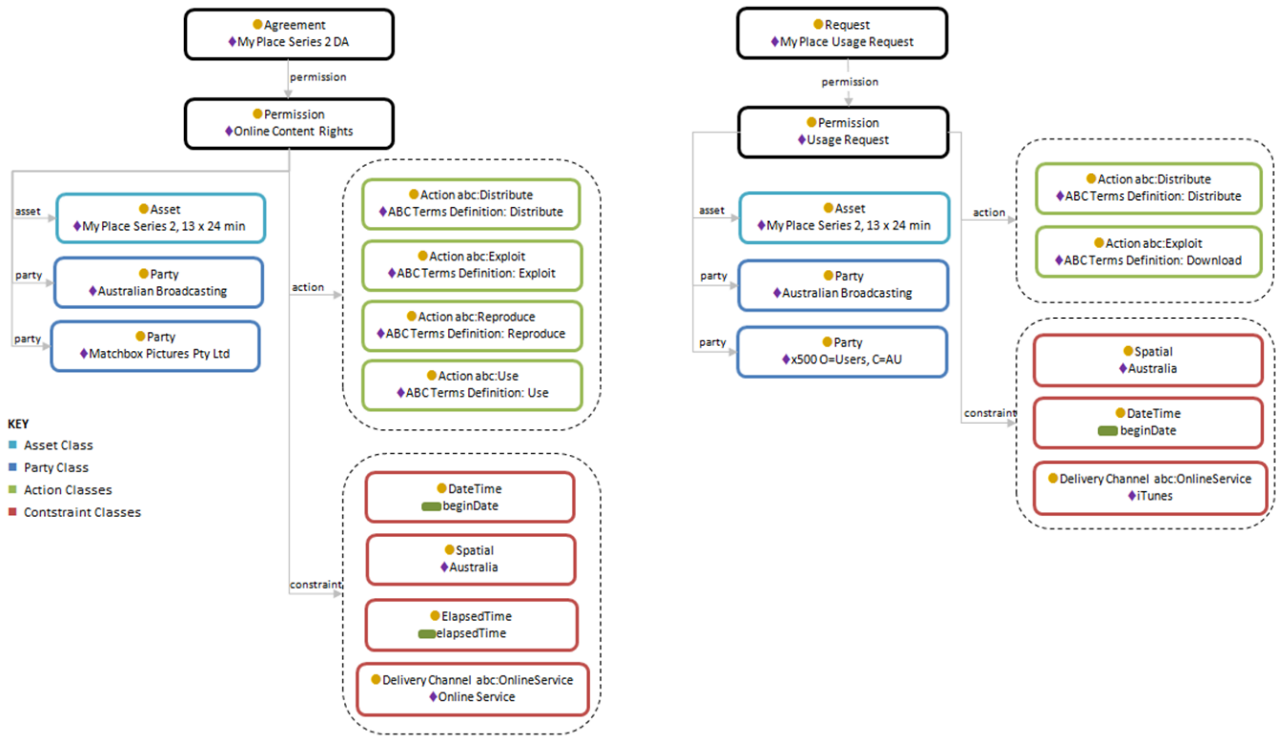 Agreement
My Place Series 2 DA
permission
Permission
Online Content Rights
asset
Asset
My Place Series 2, 13 x 24 min
party
Party
Australian Broadcasting
party
Party
Matchbox Pictures Pty Ltd
action
Action abc:Distribute
ABC Terms Definition: Distribute
Action abc:Exploit
ABC Terms Definition: Exploit
Action abc:Reproduce
ABC Terms Definition: Reproduce
Action abc:Use
ABC Terms Definition: Use
constraint
DateTime
beginDate
Spatial
Australia
ElapsedTime
elapsedTime
Delivery Channel abc:OnlineService
Online Service
KEY
Asset Class
Party Class
Action Classes
Contstraint Classes
Request
My Place Usage Request
permission
Permission
Usage Request
asset
Asset
My Place Series 2, 13 x 24 min
party
Party
Australian Broadcasting
party
Party
x500 O=Users, C=AU
action
Action abc:Distribute
ABC Terms Definition: Distribute
Action abc:Exploit
ABC Terms Definition: Download
constraint
Spatial
Australia
DateTime
beginDate
Delivery Channel abc:OnlineService
iTunes